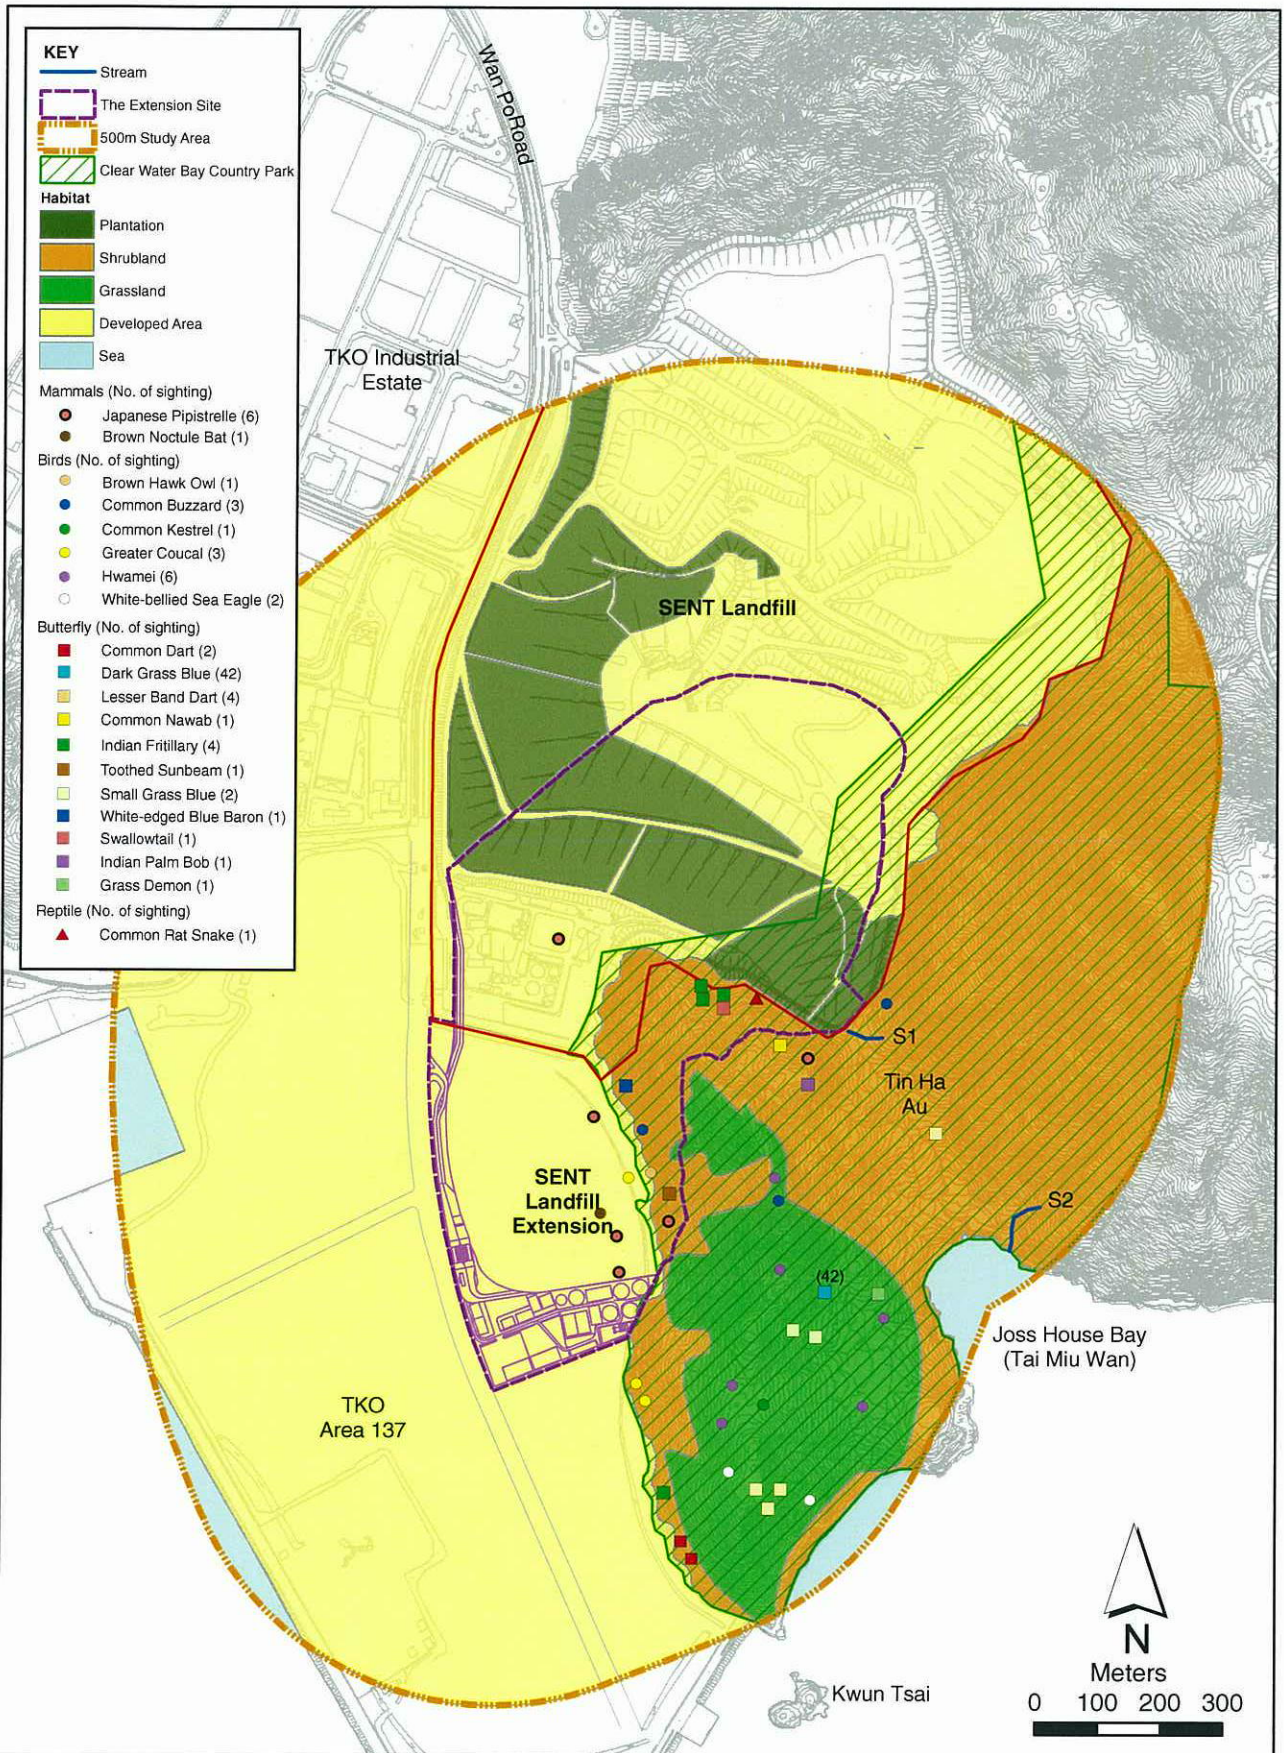 KEY
Stream
The Extension Site
500m Study Area
Clear Water Bay Country Park
Habitat
Plantation
Shrubland
Grassland
Developed Area
Sea
Mammals (No. of sighting)
Japanese Pipistrelle (6)
Brown Noctule Bat (1)
Birds (No. of sighting)
Brown Hawk Owl (1)
Common Buzzard (3)
Common Kestrel (1)
Greater Coucal (3)
Hwamei (6)
White-bellied Sea Eagle (2)
Butterfly (No. of sighting)
Common Dart (2)
Dark Grass Blue (42)
Lesser Band Dart (4)
Common Nawab (1)
Indian Fritillary (4)
Toothed Sunbeam (1)
Small Grass Blue (2)
White-edged Blue Baron (1)
Swallowtail (1)
Indian Palm Bob (1)
Grass Demon (1)
Reptile (No. of sighting)
Common Rat Snake (1)
Wan PoRoad
TKO Industrial
Estate
SENT Landfill
S1
Tin Ha
Au
SENT
Landfill
Extension
S2
(42)
Joss House Bay
(Tai Miu Wan)
TKO
Area 137
Kwun Tsai
N
Meters
0 100 200 300